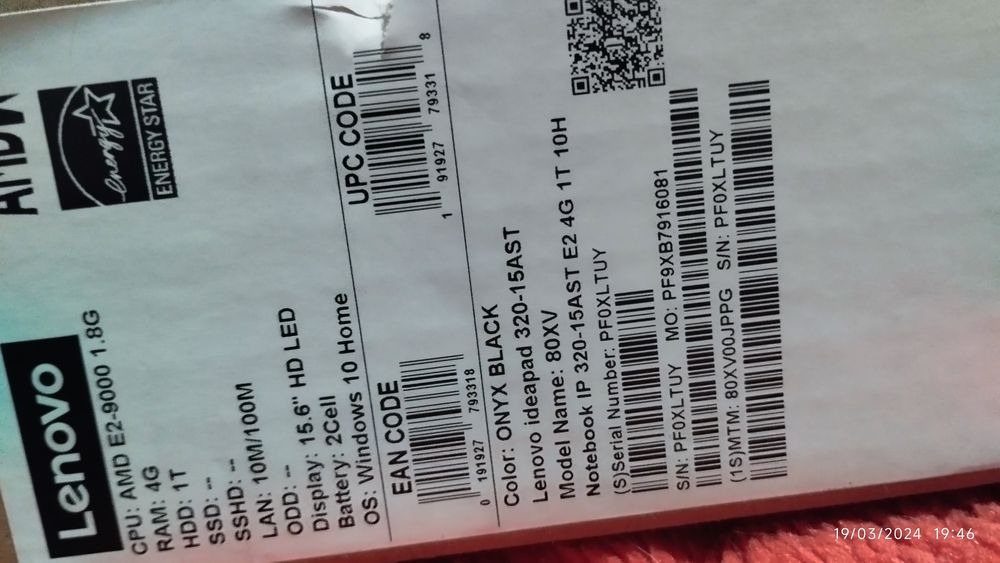 Lenovo
AMD
CPU: AMD E2-9000 1.8G
RAM: 4G
HDD: 1T
SSD: --
SSHD: --
LAN: 10M/100M
ODD: --
Display: 15.6" HD LED
Battery: 2Cell
OS: Windows 10 Home
energy
ENERGY STAR
EAN CODE
0 191927 793318
UPC CODE
1 91927 79331 8
Color: ONYX BLACK
Lenovo ideapad 320-15AST
Model Name: 80XV
Notebook IP 320-15AST E2 4G 1T 10H
(S)Serial Number: PF0XLTUY
S/N: PF0XLTUY MO: PF9XB7916081
(1S)MTM: 80XV00JPPG S/N: PF0XLTUY
19/03/2024 19:46